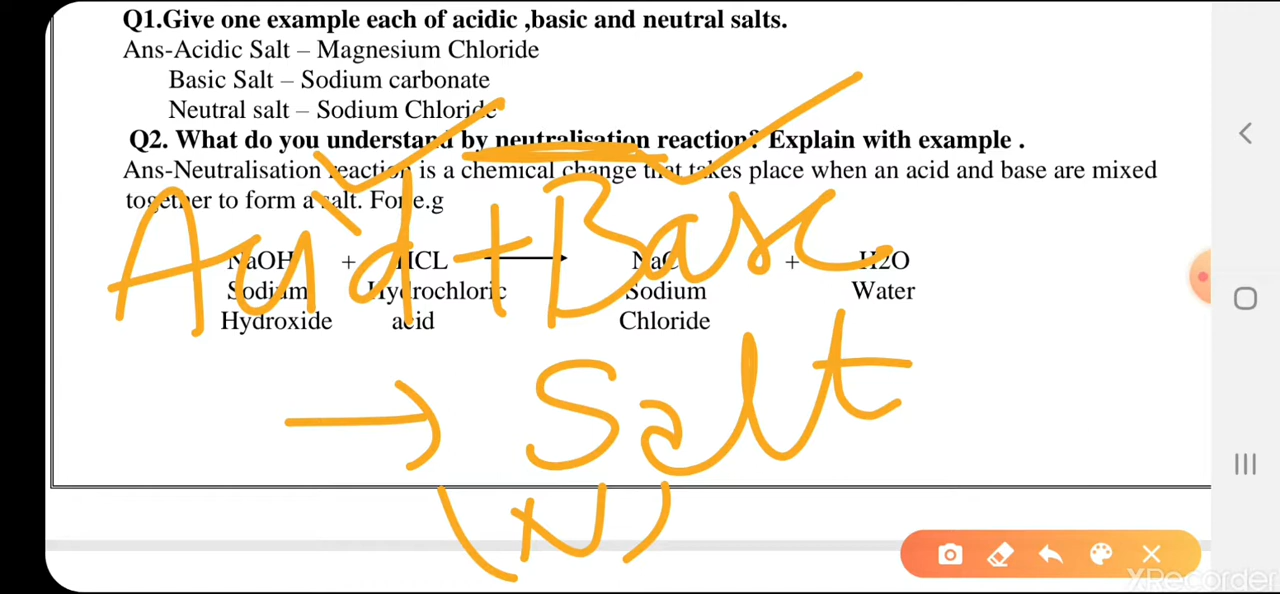 Q1.Give one example each of acidic ,basic and neutral salts.
Ans-Acidic Salt – Magnesium Chloride
Basic Salt – Sodium carbonate
Neutral salt – Sodium Chloride
Q2. What do you understand by neutralisation reaction? Explain with example .
Ans-Neutralisation reaction is a chemical change that takes place when an acid and base are mixed
together to form a salt. For e.g
Acid + Base
NaOH + HCL NaCl + H2O
Sodium Hydrochloric Sodium Water
Hydroxide acid Chloride
→ Salt
(N)
XRecorder